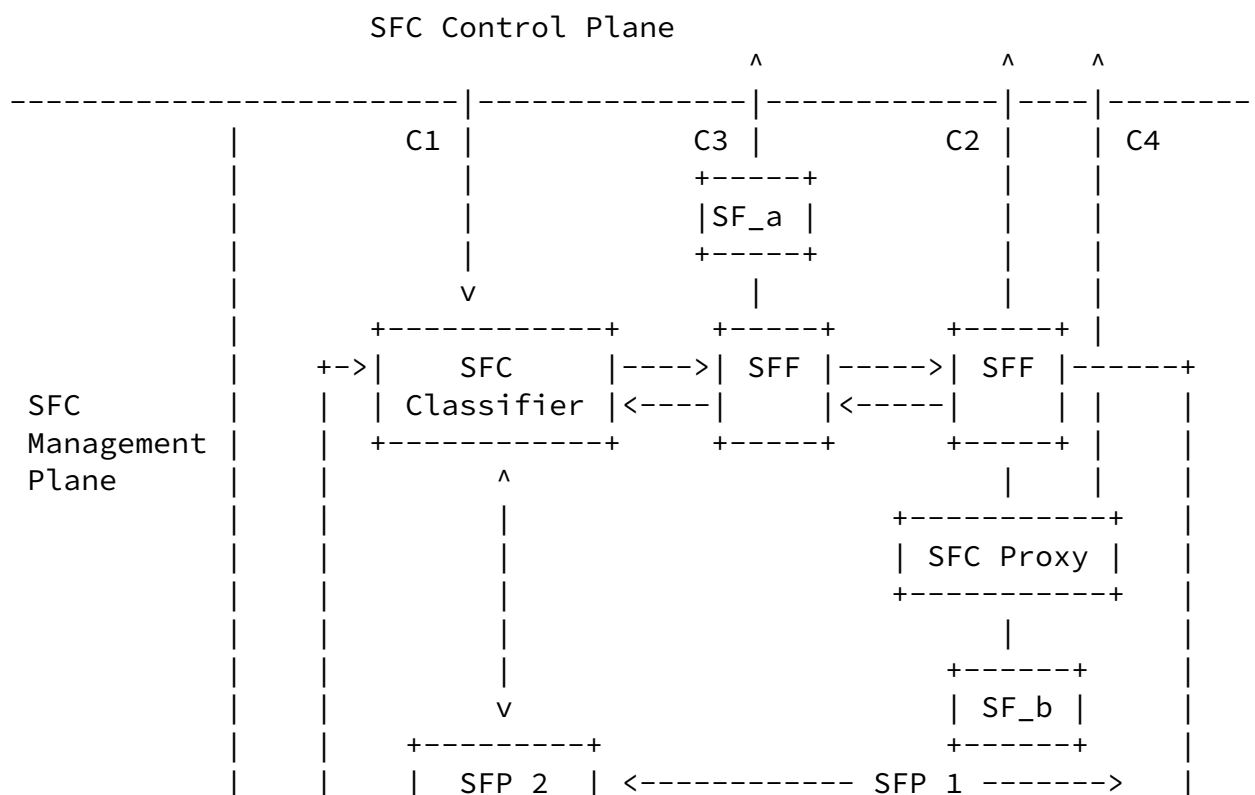 SFC Control Plane
C1 C3 C2 C4
SF_a
SFC SFF SFF
SFC Classifier
Management
Plane
SFC Proxy
SF_b
SFP 2 SFP 1